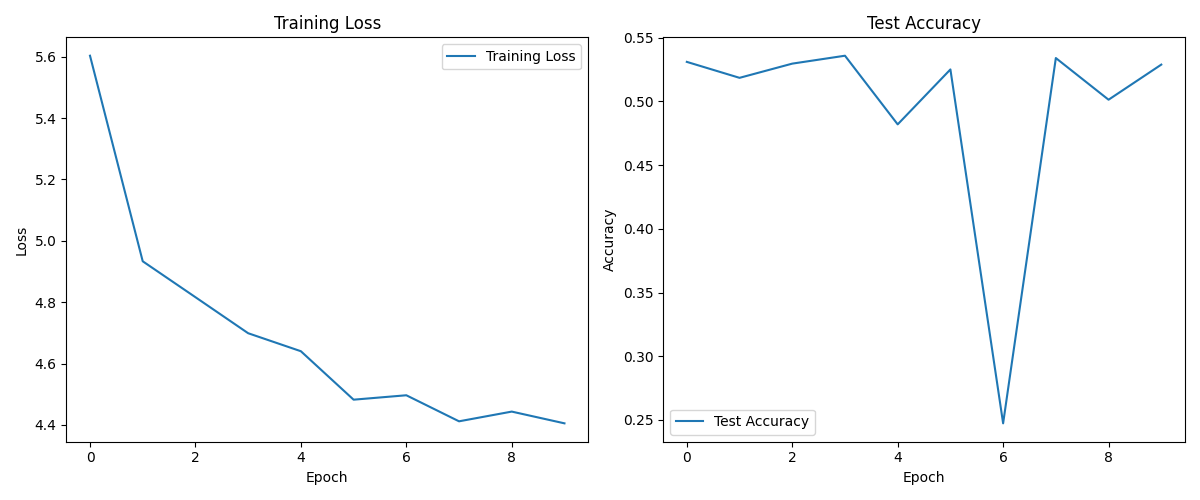 Training Loss
Training Loss
5.6
5.4
5.2
5.0
4.8
4.6
4.4
Loss
0 2 4 6 8
Epoch
Test Accuracy
0.55
0.50
0.45
0.40
0.35
0.30
0.25
Accuracy
Test Accuracy
0 2 4 6 8
Epoch